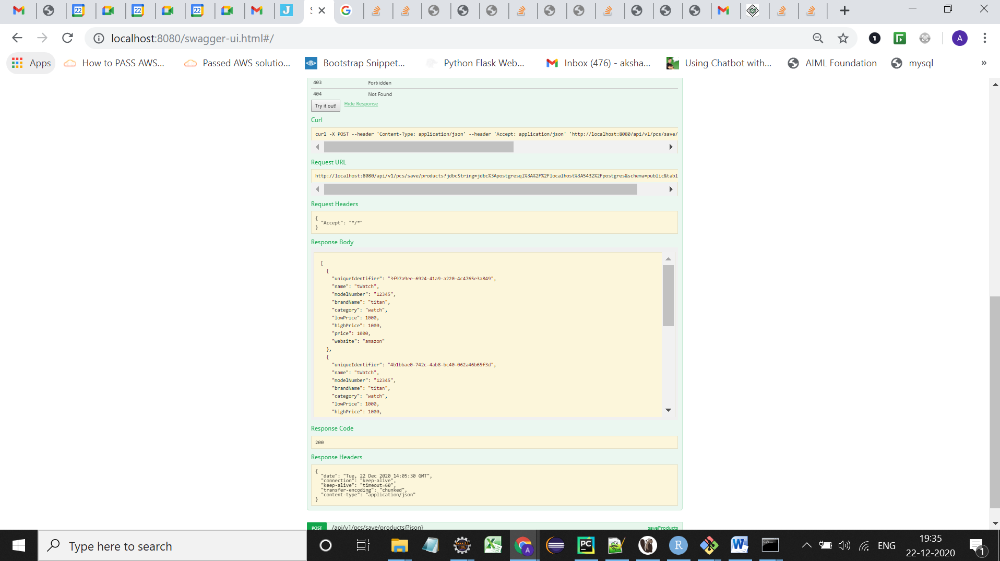 22
22
22
J
S
localhost:8080/swagger-ui.html#/
A
Apps
How to PASS AWS...
Passed AWS solutio...
Bootstrap Snippet...
Python Flask Web...
Inbox (476) - aksha...
Using Chatbot with...
AIML Foundation
mysql
»
403 Forbidden
404 Not Found
Try it out! Hide Response
Curl
curl -X POST --header 'Content-Type: application/json' --header 'Accept: application/json' 'http://localhost:8080/api/v1/pcs/save/
Request URL
http://localhost:8080/api/v1/pcs/save/products?jdbcString=jdbc%3Apostgresql%3A%2F%2Flocalhost%3A5432%2Fpostgres&schema=public&tabl
Request Headers
{
"Accept": "*/*"
}
Response Body
[
{
"uniqueIdentifier": "3f97a9ee-6924-41a9-a220-4c4765e3a849",
"name": "tWatch",
"modelNumber": "12345",
"brandName": "titan",
"category": "watch",
"lowPrice": 1000,
"highPrice": 1000,
"price": 1000,
"website": "amazon"
},
{
"uniqueIdentifier": "4b1bbae0-742c-4ab8-bc40-062a46b65f3d",
"name": "tWatch",
"modelNumber": "12345",
"brandName": "titan",
"category": "watch",
"lowPrice": 1000,
"highPrice": 1000,
Response Code
200
Response Headers
{
"date": "Tue, 22 Dec 2020 14:05:30 GMT",
"connection": "keep-alive",
"keep-alive": "timeout=60",
"transfer-encoding": "chunked",
"content-type": "application/json"
}
POST /api/v1/pcs/save/products{?json} saveProducts
Type here to search
ENG
19:35
22-12-2020
1